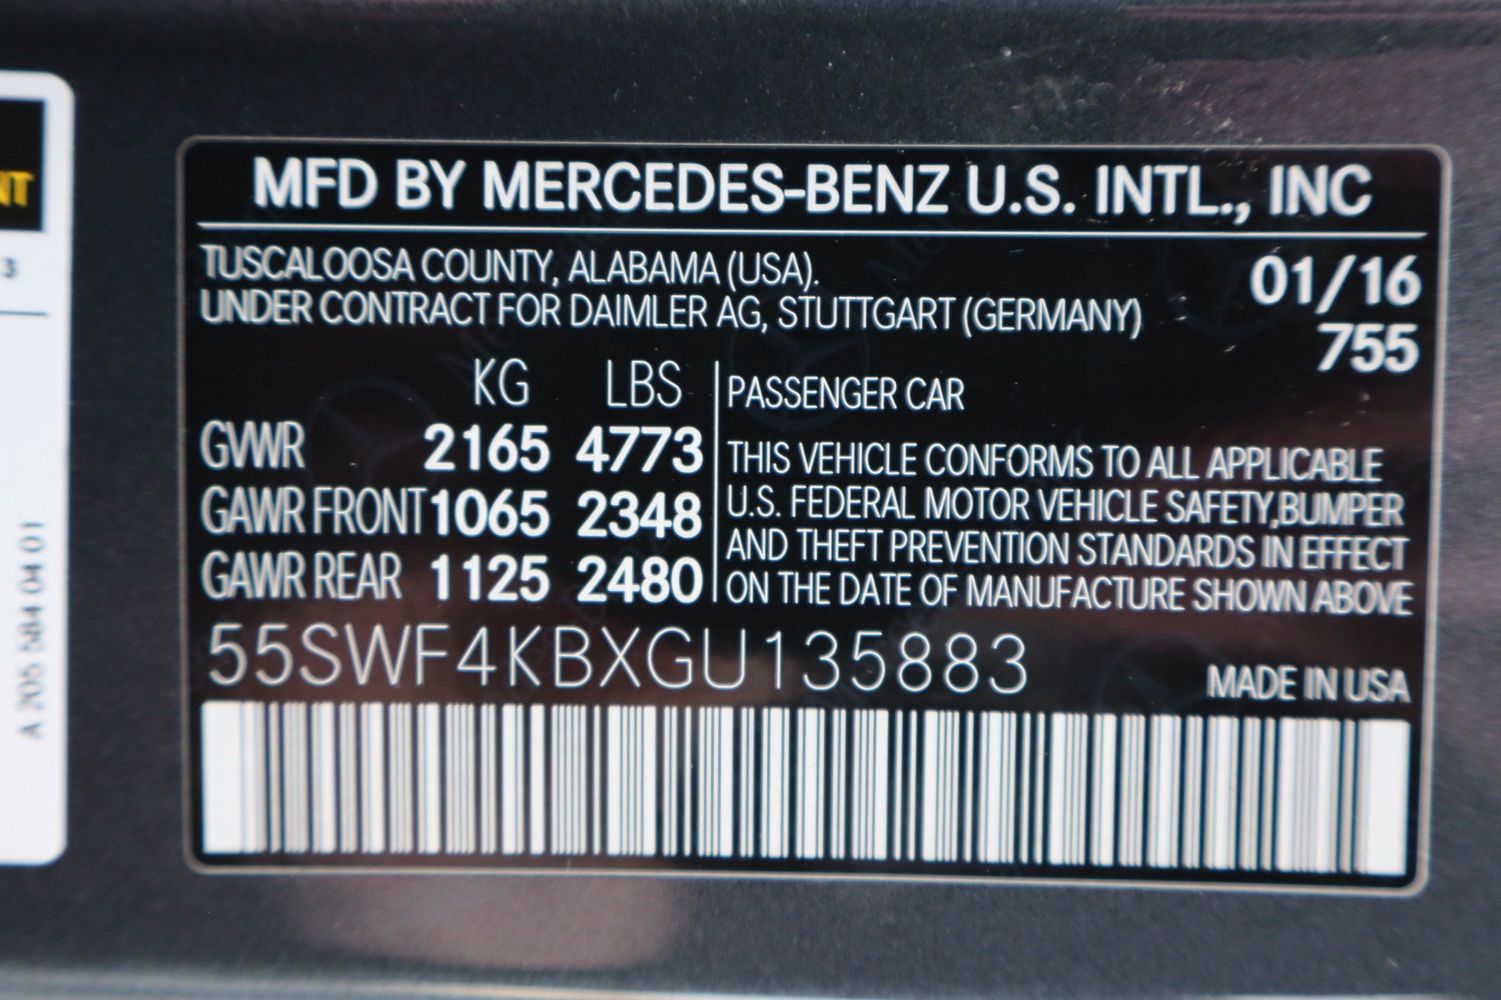 NT
3
A 205 584 04 01
MFD BY MERCEDES-BENZ U.S. INTL., INC
TUSCALOOSA COUNTY, ALABAMA (USA).
UNDER CONTRACT FOR DAIMLER AG, STUTTGART (GERMANY)
01/16
755
KG LBS
GVWR 2165 4773
GAWR FRONT 1065 2348
GAWR REAR 1125 2480
PASSENGER CAR
THIS VEHICLE CONFORMS TO ALL APPLICABLE
U.S. FEDERAL MOTOR VEHICLE SAFETY,BUMPER
AND THEFT PREVENTION STANDARDS IN EFFECT
ON THE DATE OF MANUFACTURE SHOWN ABOVE
55SWF4KBXGU135883
MADE IN USA